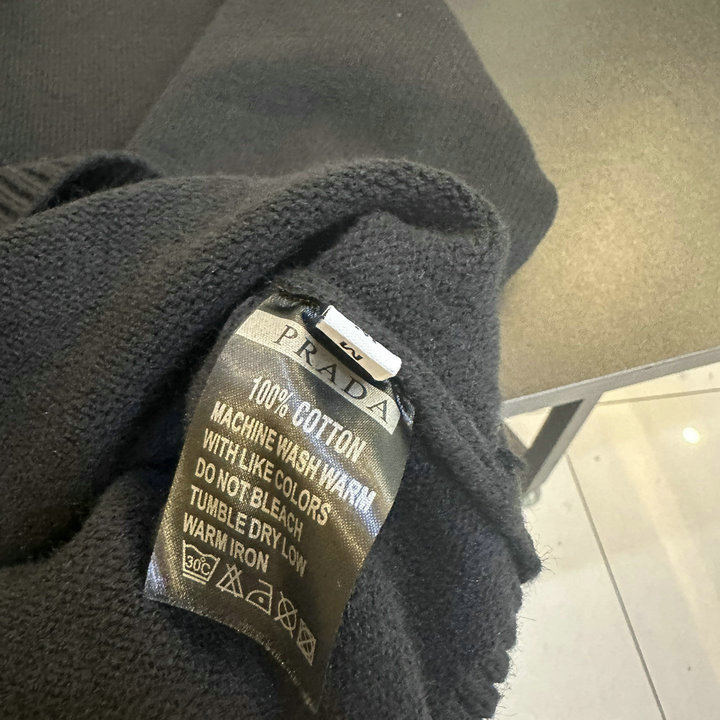 M
PRADA
100% COTTON
MACHINE WASH WARM
WITH LIKE COLORS
DO NOT BLEACH
TUMBLE DRY LOW
WARM IRON
30°C